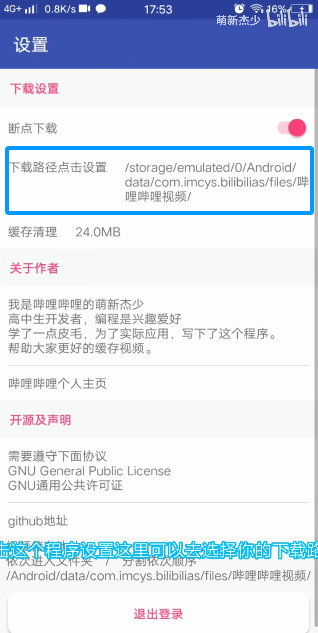 4G+ 0.8K/s 17:53 16%
萌新杰少 bilibili
设置
下载设置
断点下载
下载路径点击设置 /storage/emulated/0/Android/
data/com.imcys.bilibilias/files/哔
哩哔哩视频/
缓存清理 24.0MB
关于作者
我是哔哩哔哩的萌新杰少
高中生开发者，编程是兴趣爱好
学了一点皮毛，为了实际应用，写下了这个程序。
帮助大家更好的缓存视频。
哔哩哔哩个人主页
开源及声明
需要遵守下面协议
GNU General Public License
GNU通用公共许可证
github地址
击这个程序设置这里可以去选择你的下载路
依次进入文件夹 / 分割依次顺序
/Android/data/com.imcys.bilibilias/files/哔哩哔哩视频/
退出登录